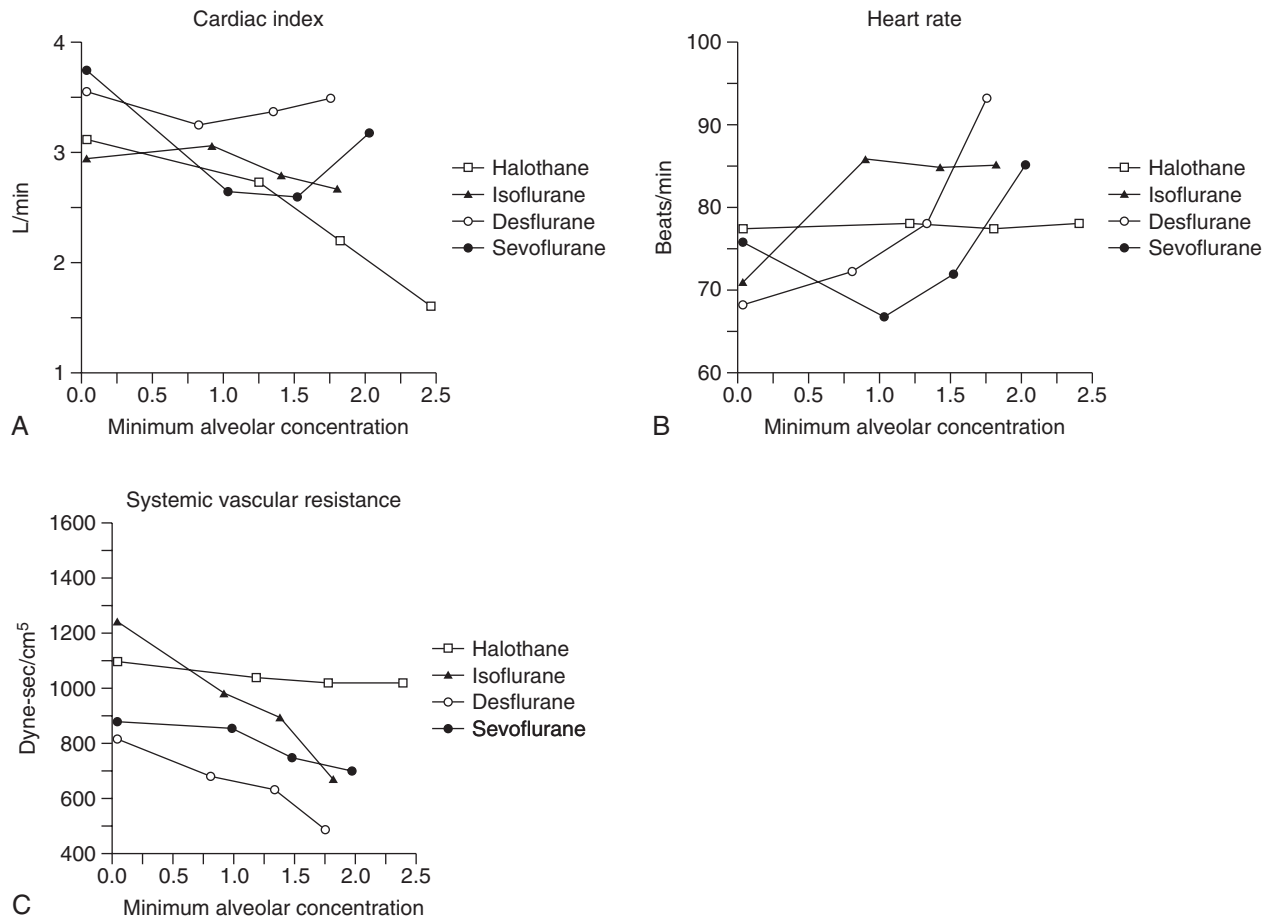 Cardiac index
4
3
2
1
L/min
0.0 0.5 1.0 1.5 2.0 2.5
Minimum alveolar concentration
Halothane
Isoflurane
Desflurane
Sevoflurane
A
Heart rate
100
90
80
70
60
Beats/min
0.0 0.5 1.0 1.5 2.0 2.5
Minimum alveolar concentration
Halothane
Isoflurane
Desflurane
Sevoflurane
B
Systemic vascular resistance
1600
1400
1200
1000
800
600
400
Dyne-sec/cm⁵
0.0 0.5 1.0 1.5 2.0 2.5
Minimum alveolar concentration
Halothane
Isoflurane
Desflurane
Sevoflurane
C